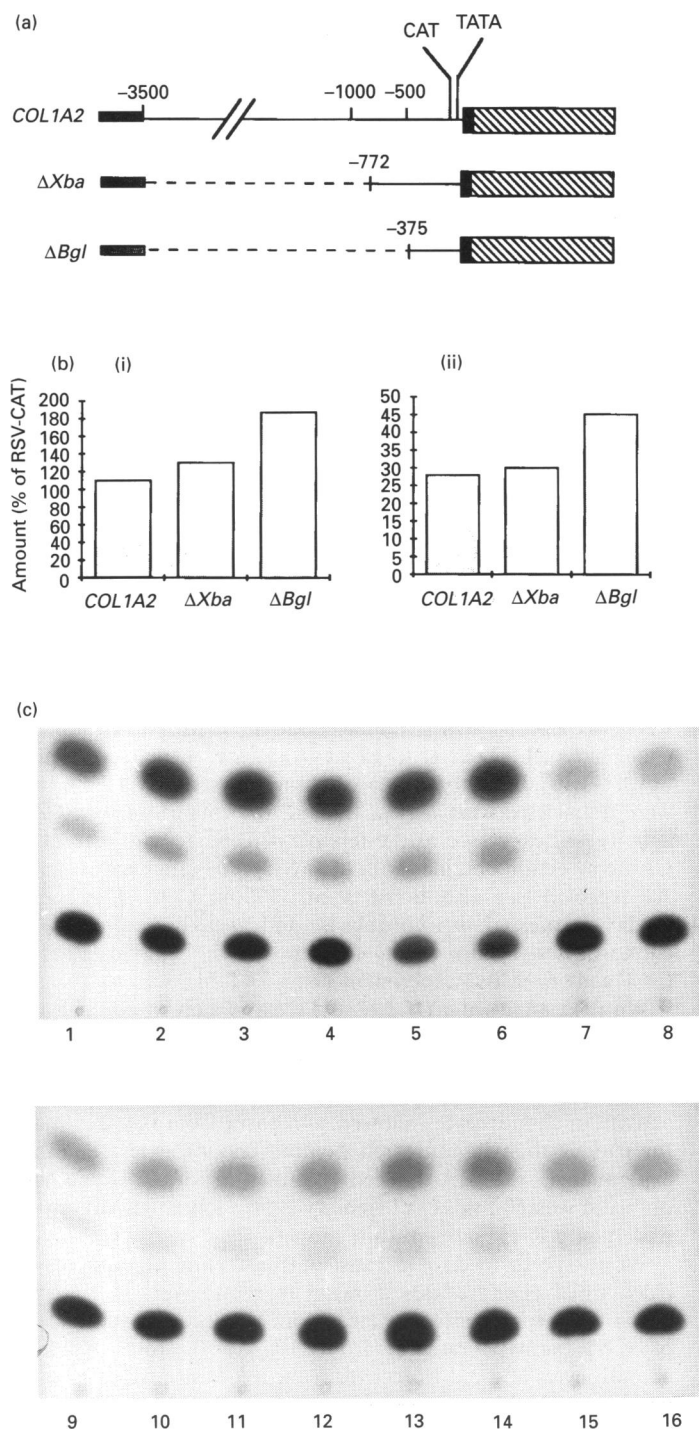 (a)
CAT TATA
−3500 −1000 −500
COL1A2
−772
ΔXba
−375
ΔBgl
(b) (i)
Amount (% of RSV-CAT)
200
180
160
140
120
100
80
60
40
20
0
COL1A2 ΔXba ΔBgl
(ii)
50
45
40
35
30
25
20
15
10
5
0
COL1A2 ΔXba ΔBgl
(c)
1 2 3 4 5 6 7 8
9 10 11 12 13 14 15 16